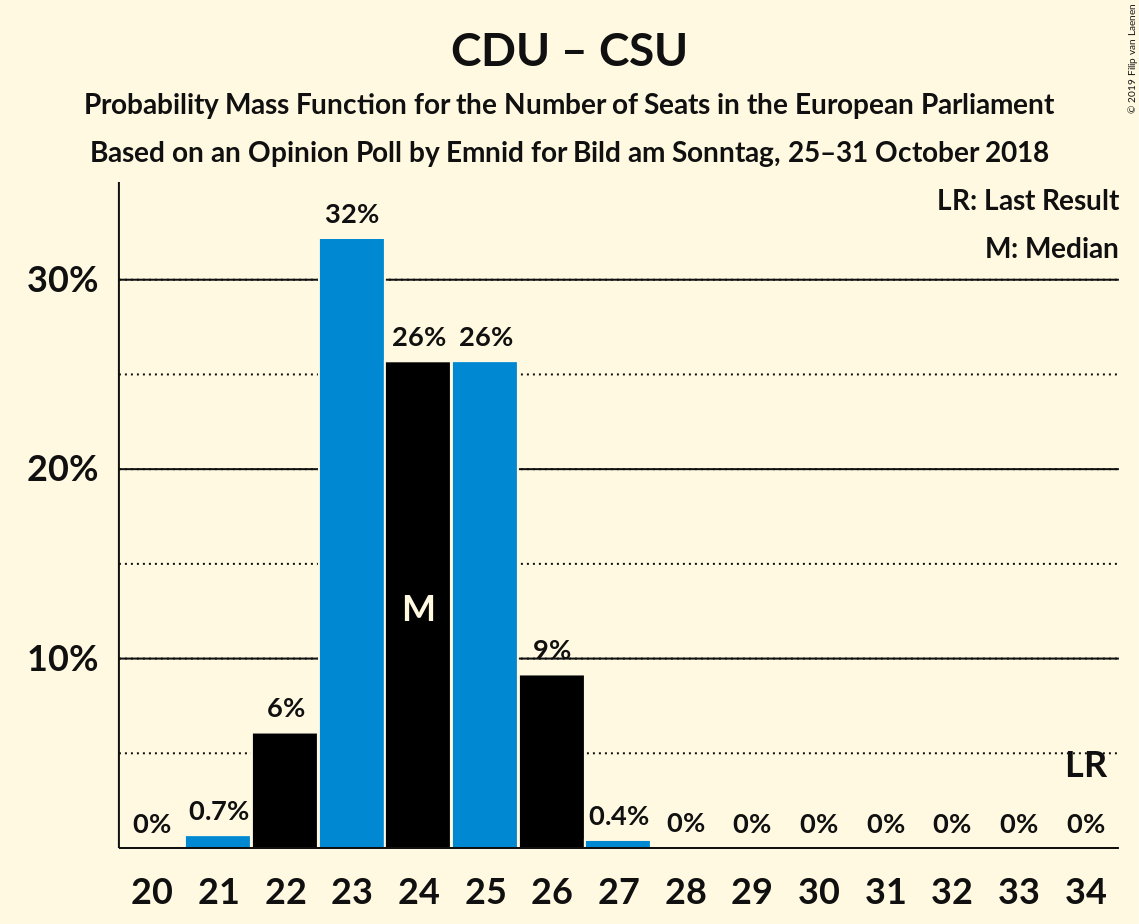 CDU – CSU
Probability Mass Function for the Number of Seats in the European Parliament
Based on an Opinion Poll by Emnid for Bild am Sonntag, 25–31 October 2018
© 2019 Filip van Laenen
LR: Last Result
M: Median
32%
30%
26% 26%
20%
M
10%
9%
6%
LR
0% 0.7% 0.4% 0% 0% 0% 0% 0% 0% 0%
20 21 22 23 24 25 26 27 28 29 30 31 32 33 34